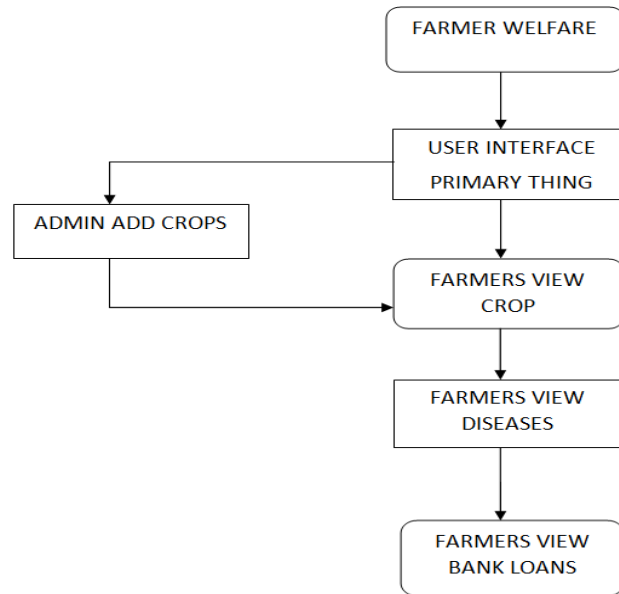 FARMER WELFARE
USER INTERFACE
PRIMARY THING
ADMIN ADD CROPS
FARMERS VIEW
CROP
FARMERS VIEW
DISEASES
FARMERS VIEW
BANK LOANS